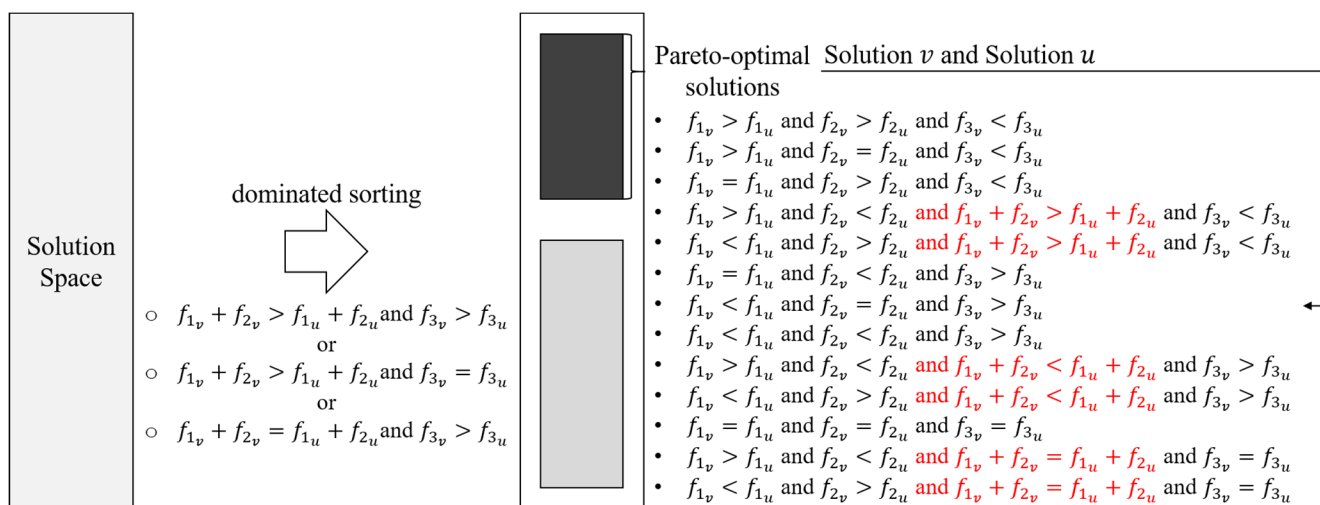 Solution
Space
dominated sorting
○ f₁ᵥ + f₂ᵥ > f₁ᵤ + f₂ᵤand f₃ᵥ > f₃ᵤ
or
○ f₁ᵥ + f₂ᵥ > f₁ᵤ + f₂ᵤand f₃ᵥ = f₃ᵤ
or
○ f₁ᵥ + f₂ᵥ = f₁ᵤ + f₂ᵤand f₃ᵥ > f₃ᵤ
Pareto-optimal
solutions
Solution v and Solution u
• f₁ᵥ > f₁ᵤ and f₂ᵥ > f₂ᵤ and f₃ᵥ < f₃ᵤ
• f₁ᵥ > f₁ᵤ and f₂ᵥ = f₂ᵤ and f₃ᵥ < f₃ᵤ
• f₁ᵥ = f₁ᵤ and f₂ᵥ > f₂ᵤ and f₃ᵥ < f₃ᵤ
• f₁ᵥ > f₁ᵤ and f₂ᵥ < f₂ᵤ and f₁ᵥ + f₂ᵥ > f₁ᵤ + f₂ᵤ and f₃ᵥ < f₃ᵤ
• f₁ᵥ < f₁ᵤ and f₂ᵥ > f₂ᵤ and f₁ᵥ + f₂ᵥ > f₁ᵤ + f₂ᵤ and f₃ᵥ < f₃ᵤ
• f₁ᵥ = f₁ᵤ and f₂ᵥ < f₂ᵤ and f₃ᵥ > f₃ᵤ
• f₁ᵥ < f₁ᵤ and f₂ᵥ = f₂ᵤ and f₃ᵥ > f₃ᵤ
• f₁ᵥ < f₁ᵤ and f₂ᵥ < f₂ᵤ and f₃ᵥ > f₃ᵤ
• f₁ᵥ > f₁ᵤ and f₂ᵥ < f₂ᵤ and f₁ᵥ + f₂ᵥ < f₁ᵤ + f₂ᵤ and f₃ᵥ > f₃ᵤ
• f₁ᵥ < f₁ᵤ and f₂ᵥ > f₂ᵤ and f₁ᵥ + f₂ᵥ < f₁ᵤ + f₂ᵤ and f₃ᵥ > f₃ᵤ
• f₁ᵥ = f₁ᵤ and f₂ᵥ = f₂ᵤ and f₃ᵥ = f₃ᵤ
• f₁ᵥ > f₁ᵤ and f₂ᵥ < f₂ᵤ and f₁ᵥ + f₂ᵥ = f₁ᵤ + f₂ᵤ and f₃ᵥ = f₃ᵤ
• f₁ᵥ < f₁ᵤ and f₂ᵥ > f₂ᵤ and f₁ᵥ + f₂ᵥ = f₁ᵤ + f₂ᵤ and f₃ᵥ = f₃ᵤ